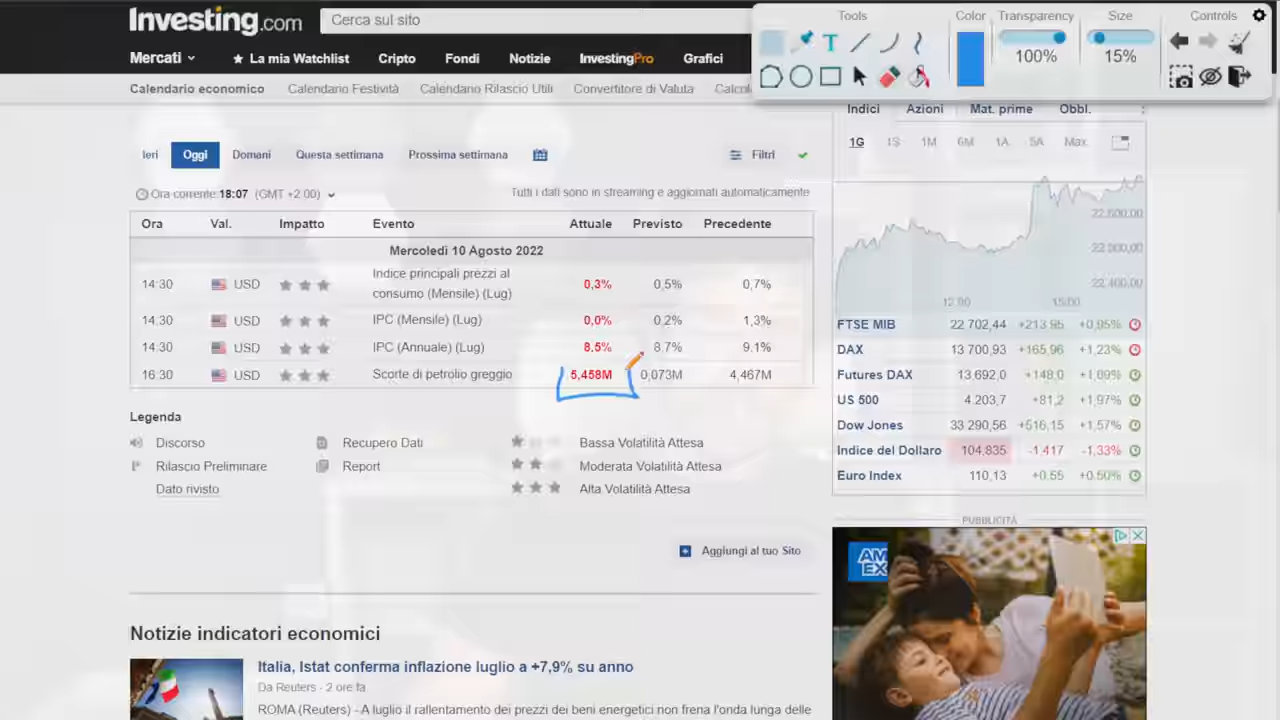 Investing.com
Cerca sul sito
Mercati
★ La mia Watchlist
Cripto
Fondi
Notizie
InvestingPro
Grafici
Tools
Color
Transparency
Size
Controls
T
100%
15%
Calendario economico
Calendario Festività
Calendario Rilascio Utili
Convertitore di Valuta
Indici
Azioni
Mat. prime
Obbl.
Ieri
Oggi
Domani
Questa settimana
Prossima settimana
Filtri
1G
1S
1M
6M
1A
5A
Max.
Ora corrente: 18:07 (GMT +2:00)
Tutti i dati sono in streaming e aggiornati automaticamente
Ora Val. Impatto Evento Attuale Previsto Precedente
Mercoledì 10 Agosto 2022
14:30 USD ★ ★ ★ Indice principali prezzi al
consumo (Mensile) (Lug) 0,3% 0,5% 0,7%
14:30 USD ★ ★ ★ IPC (Mensile) (Lug) 0,0% 0,2% 1,3%
14:30 USD ★ ★ ★ IPC (Annuale) (Lug) 8,5% 8,7% 9,1%
16:30 USD ★ ★ ★ Scorte di petrolio greggio 5,458M 0,073M 4,467M
12:00
15:00
FTSE MIB 22 702,44 +213,95 +0,95%
DAX 13 700,93 +165,96 +1,23%
Futures DAX 13 692,0 +148,0 +1,09%
US 500 4.203,7 +81,2 +1,97%
Dow Jones 33 290,56 +516,15 +1,57%
Indice del Dollaro 104,835 -1,417 -1,33%
Euro Index 110,13 +0,55 +0,50%
Legenda
Discorso
Recupero Dati
Bassa Volatilità Attesa
Rilascio Preliminare
Report
Moderata Volatilità Attesa
Dato rivisto
Alta Volatilità Attesa
PUBBLICITÀ
AM
EX
Aggiungi al tuo Sito
Notizie indicatori economici
Italia, Istat conferma inflazione luglio a +7,9% su anno
Da Reuters - 2 ore fa
ROMA (Reuters) - A luglio il rallentamento dei prezzi dei beni energetici non frena l'onda lunga delle